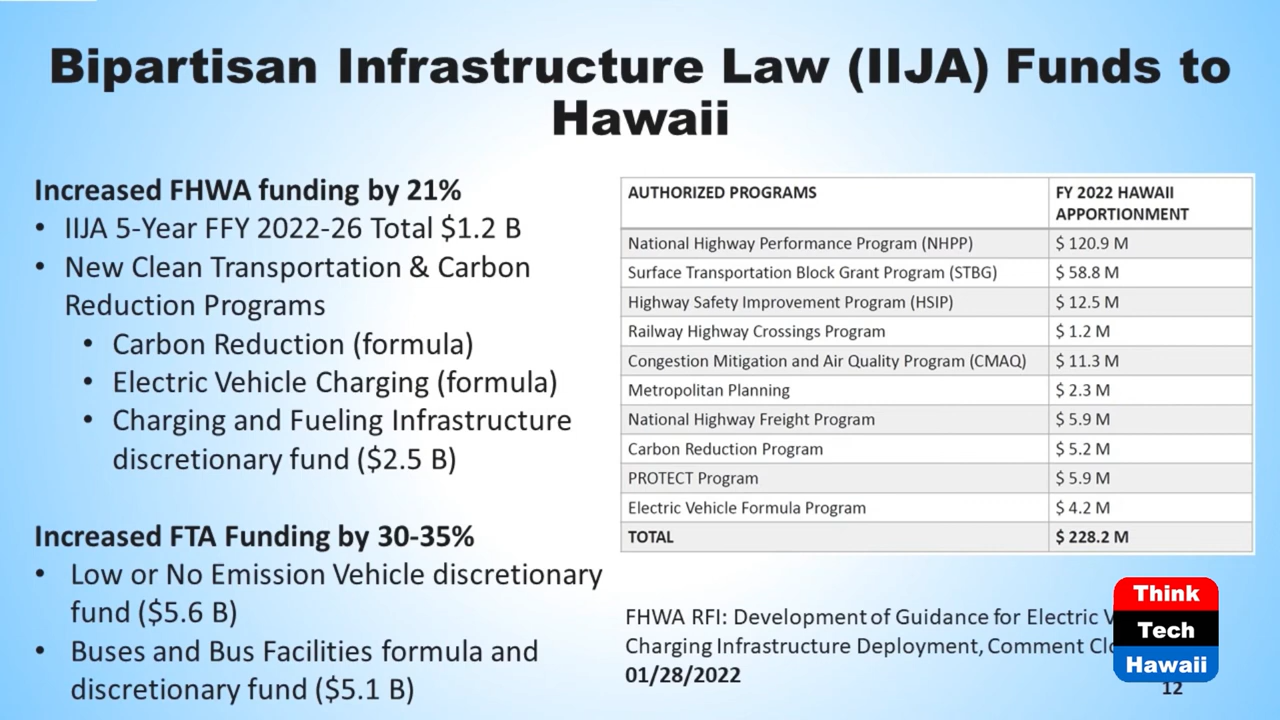 Bipartisan Infrastructure Law (IIJA) Funds to
Hawaii
Increased FHWA funding by 21%
• IIJA 5-Year FFY 2022-26 Total $1.2 B
• New Clean Transportation & Carbon
Reduction Programs
• Carbon Reduction (formula)
• Electric Vehicle Charging (formula)
• Charging and Fueling Infrastructure
discretionary fund ($2.5 B)
Increased FTA Funding by 30-35%
• Low or No Emission Vehicle discretionary
fund ($5.6 B)
• Buses and Bus Facilities formula and
discretionary fund ($5.1 B)
AUTHORIZED PROGRAMS FY 2022 HAWAII
APPORTIONMENT
National Highway Performance Program (NHPP) $ 120.9 M
Surface Transportation Block Grant Program (STBG) $ 58.8 M
Highway Safety Improvement Program (HSIP) $ 12.5 M
Railway Highway Crossings Program $ 1.2 M
Congestion Mitigation and Air Quality Program (CMAQ) $ 11.3 M
Metropolitan Planning $ 2.3 M
National Highway Freight Program $ 5.9 M
Carbon Reduction Program $ 5.2 M
PROTECT Program $ 5.9 M
Electric Vehicle Formula Program $ 4.2 M
TOTAL $ 228.2 M
FHWA RFI: Development of Guidance for Electric
Charging Infrastructure Deployment, Comment
01/28/2022
Think
Tech
Hawaii
12